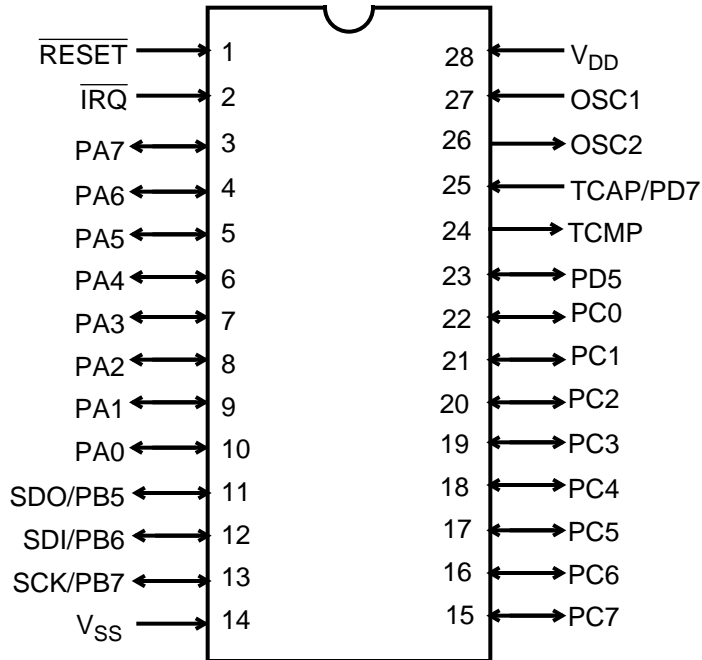 R̅E̅S̅E̅T̅ 1 28 VDD
I̅R̅Q̅ 2 27 OSC1
PA7 3 26 OSC2
PA6 4 25 TCAP/PD7
PA5 5 24 TCMP
PA4 6 23 PD5
PA3 7 22 PC0
PA2 8 21 PC1
PA1 9 20 PC2
PA0 10 19 PC3
SDO/PB5 11 18 PC4
SDI/PB6 12 17 PC5
SCK/PB7 13 16 PC6
VSS 14 15 PC7